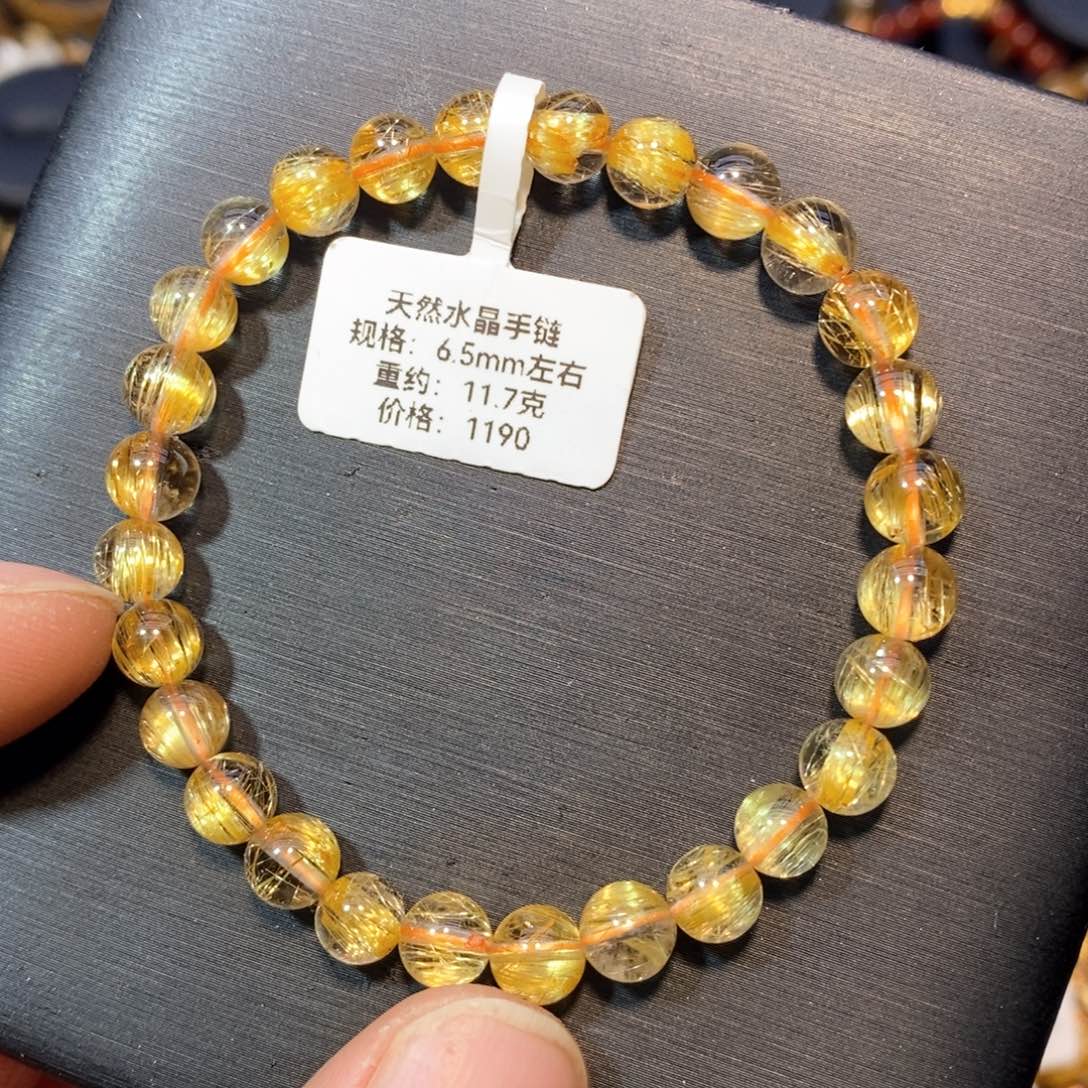 天然水晶手链
规格：6.5mm左右
重约：11.7克
价格：1190